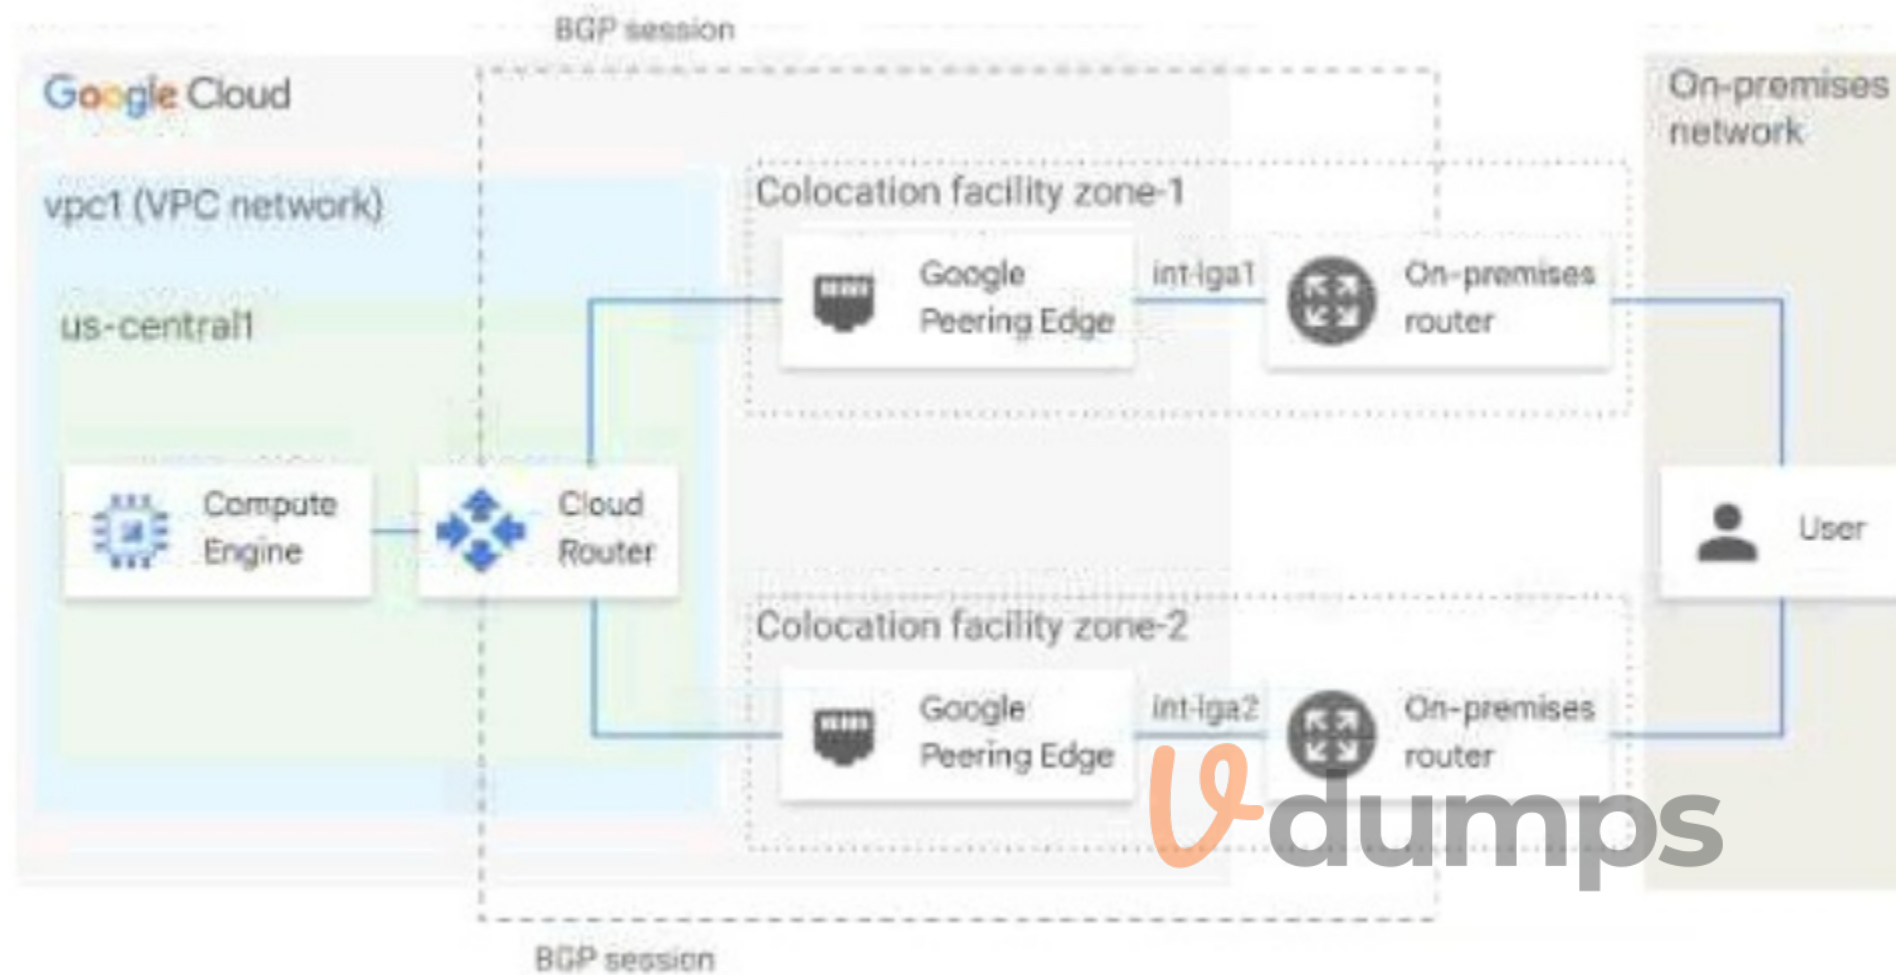 BGP session
Google Cloud
On-premises
network
vpc1 (VPC network)
Colocation facility zone-1
us-central1
Google
Peering Edge
int-lga1
On-premises
router
Compute
Engine
Cloud
Router
User
Colocation facility zone-2
Google
Peering Edge
int-lga2
On-premises
router
Vdumps
BGP session